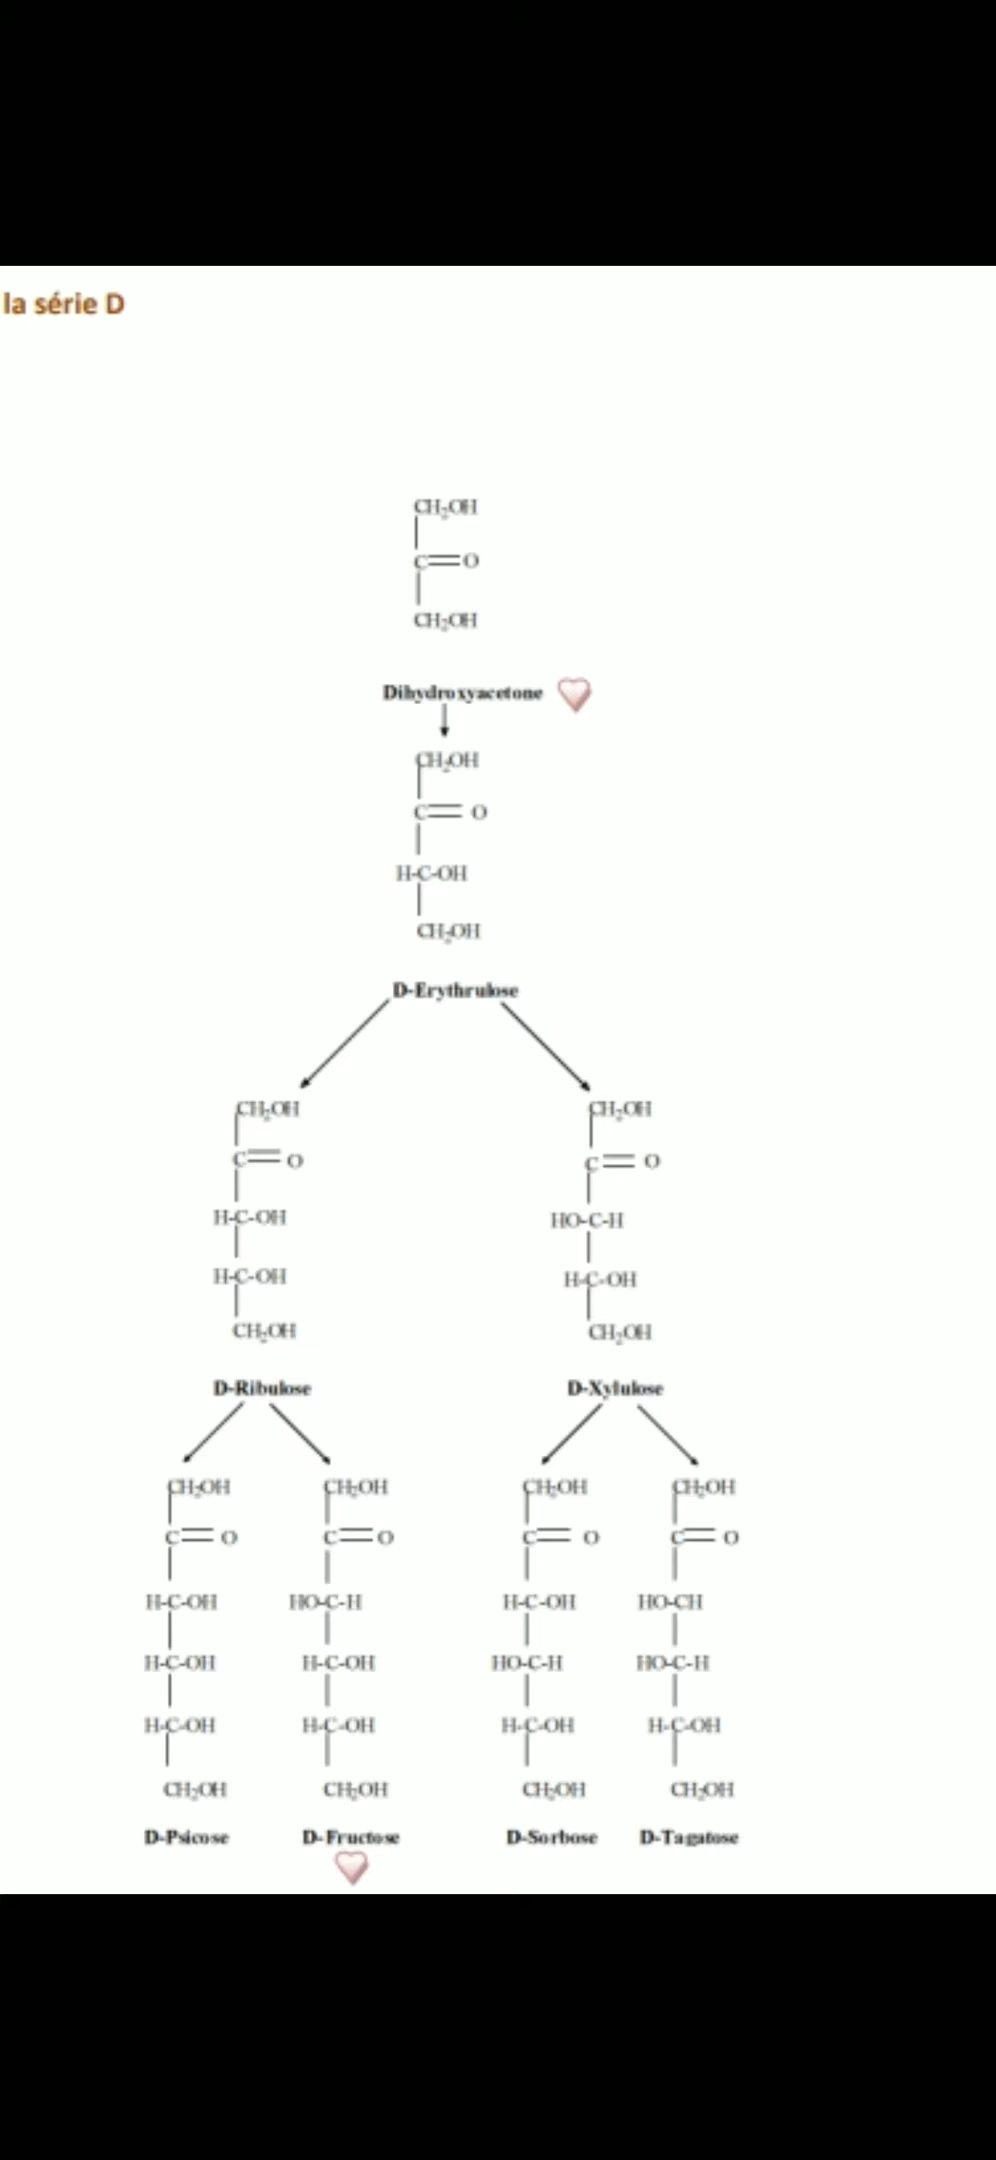 la série D
CH₂OH
C=O
CH₂OH
Dihydroxyacetone
CH₂OH
C=O
H-C-OH
CH₂OH
D-Erythrulose
CH₂OH CH₂OH
C=O C=O
H-C-OH HO-C-H
H-C-OH H-C-OH
CH₂OH CH₂OH
D-Ribulose D-Xylulose
CH₂OH CH₂OH CH₂OH CH₂OH
C=O C=O C=O C=O
H-C-OH HO-C-H H-C-OH HO-CH
H-C-OH H-C-OH HO-C-H HO-C-H
H-C-OH H-C-OH H-C-OH H-C-OH
CH₂OH CH₂OH CH₂OH CH₂OH
D-Psicose D-Fructose D-Sorbose D-Tagatose